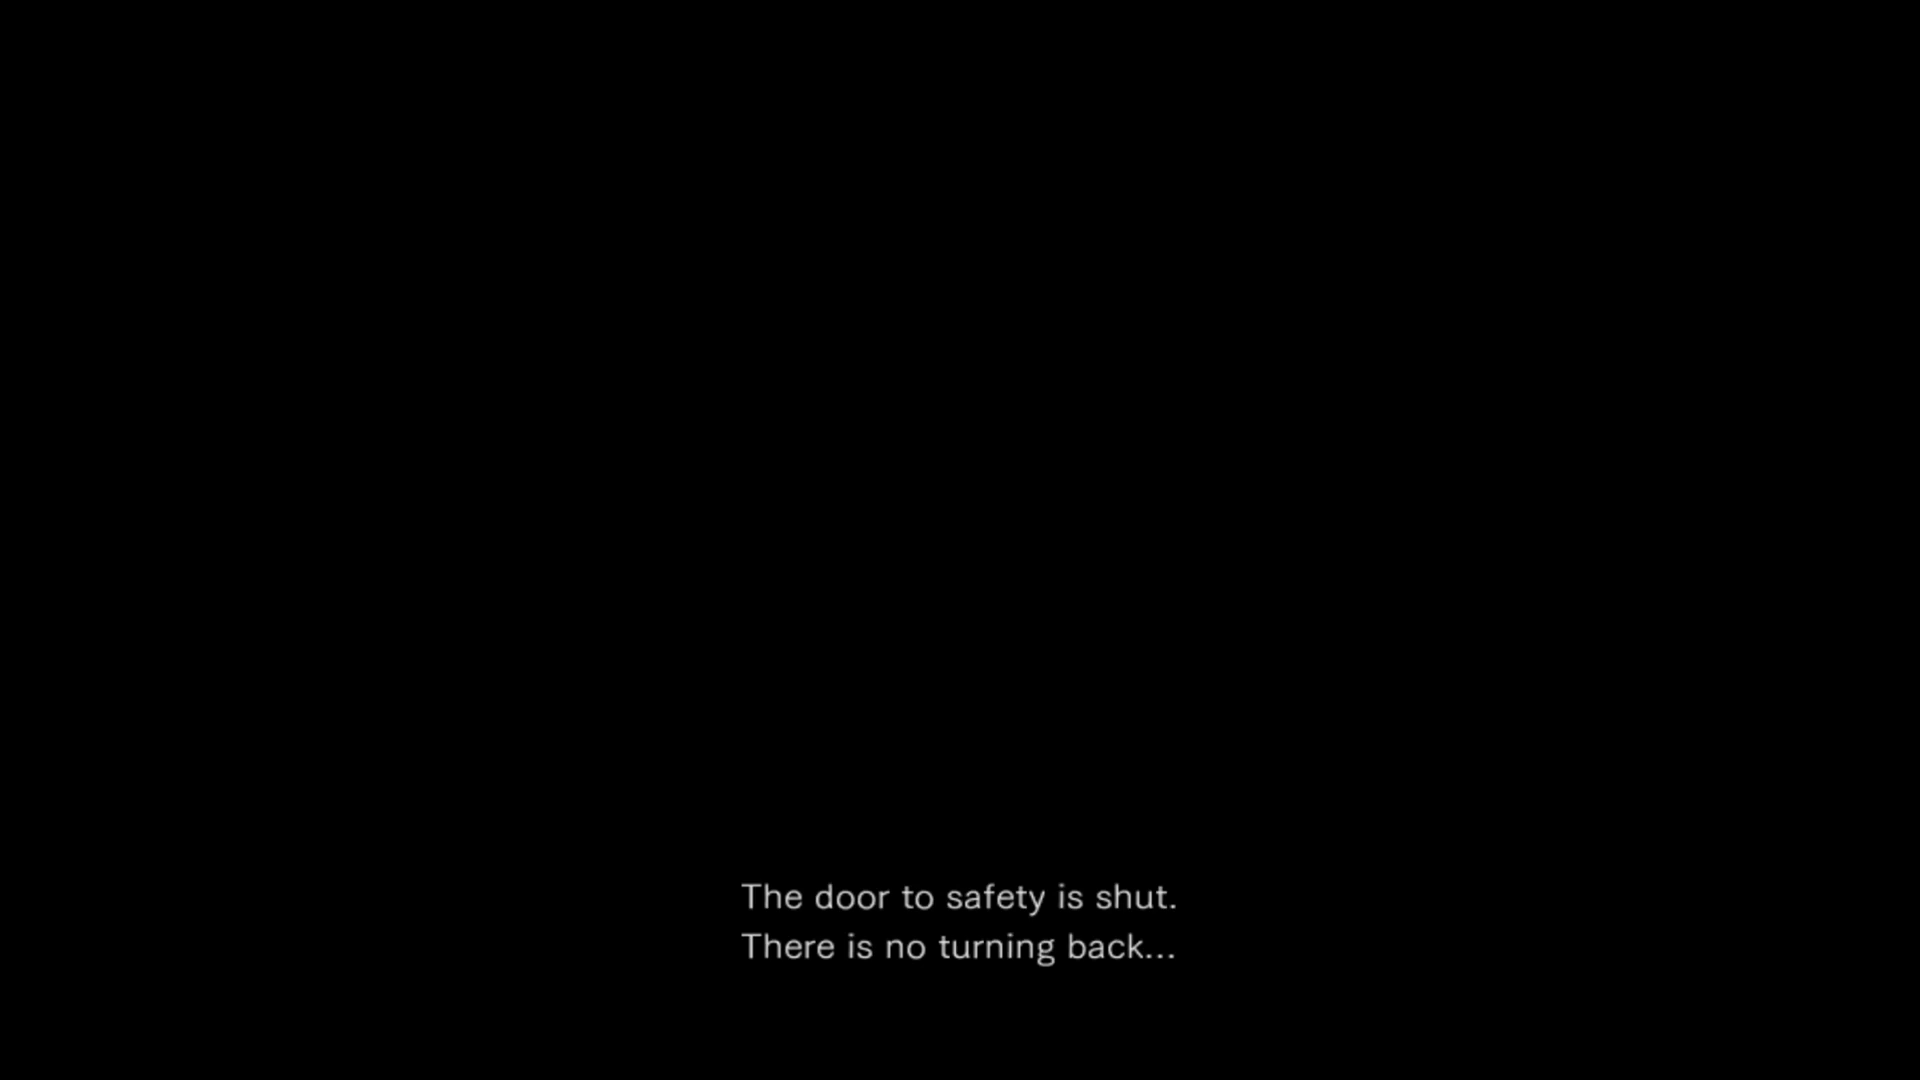 The door to safety is shut.
There is no turning back...